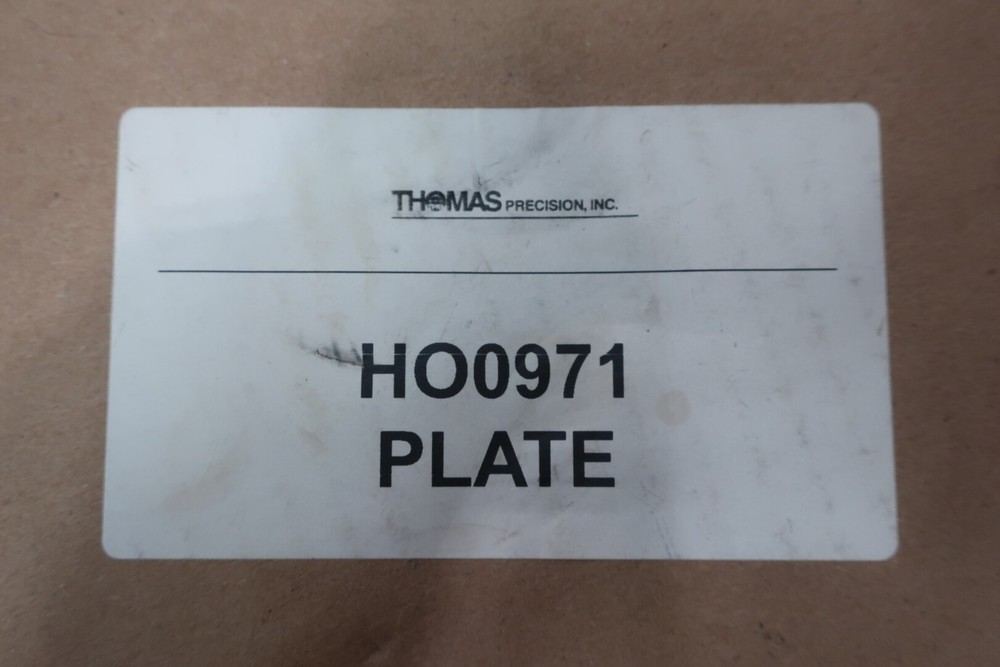 THOMAS PRECISION, INC.
HO0971
PLATE